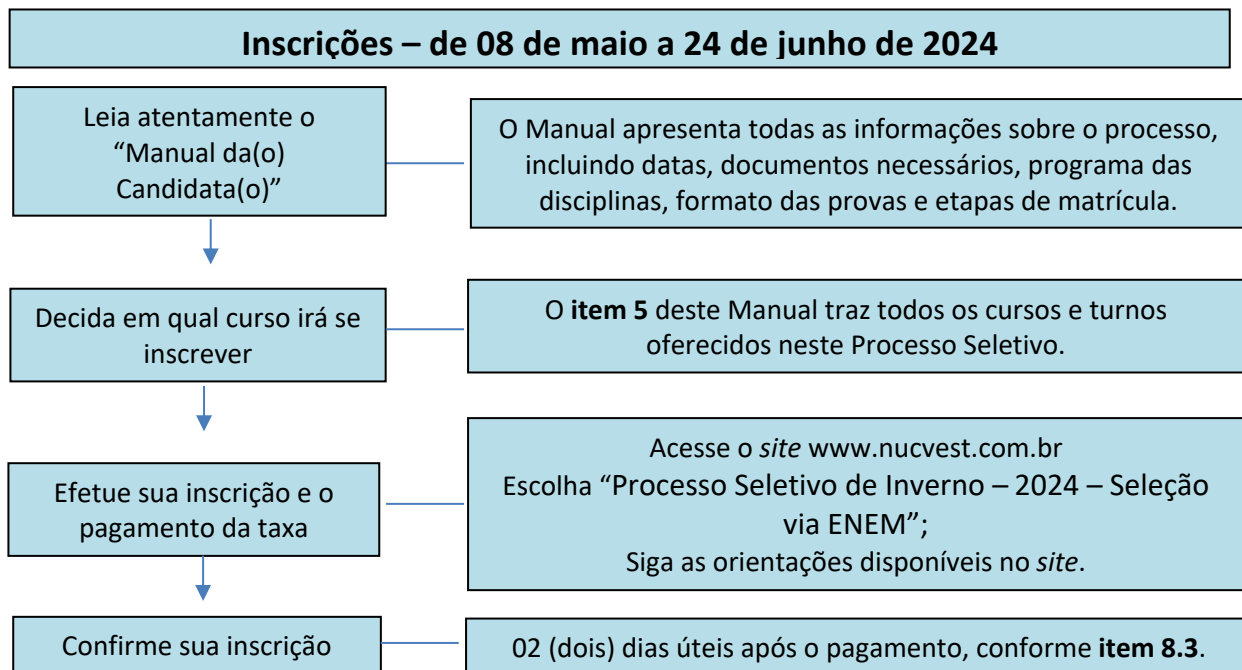 Inscrições – de 08 de maio a 24 de junho de 2024
Leia atentamente o
“Manual da(o)
Candidata(o)”
O Manual apresenta todas as informações sobre o processo,
incluindo datas, documentos necessários, programa das
disciplinas, formato das provas e etapas de matrícula.
Decida em qual curso irá se
inscrever
O item 5 deste Manual traz todos os cursos e turnos
oferecidos neste Processo Seletivo.
Efetue sua inscrição e o
pagamento da taxa
Acesse o site www.nucvest.com.br
Escolha “Processo Seletivo de Inverno – 2024 – Seleção
via ENEM”;
Siga as orientações disponíveis no site.
Confirme sua inscrição
02 (dois) dias úteis após o pagamento, conforme item 8.3.